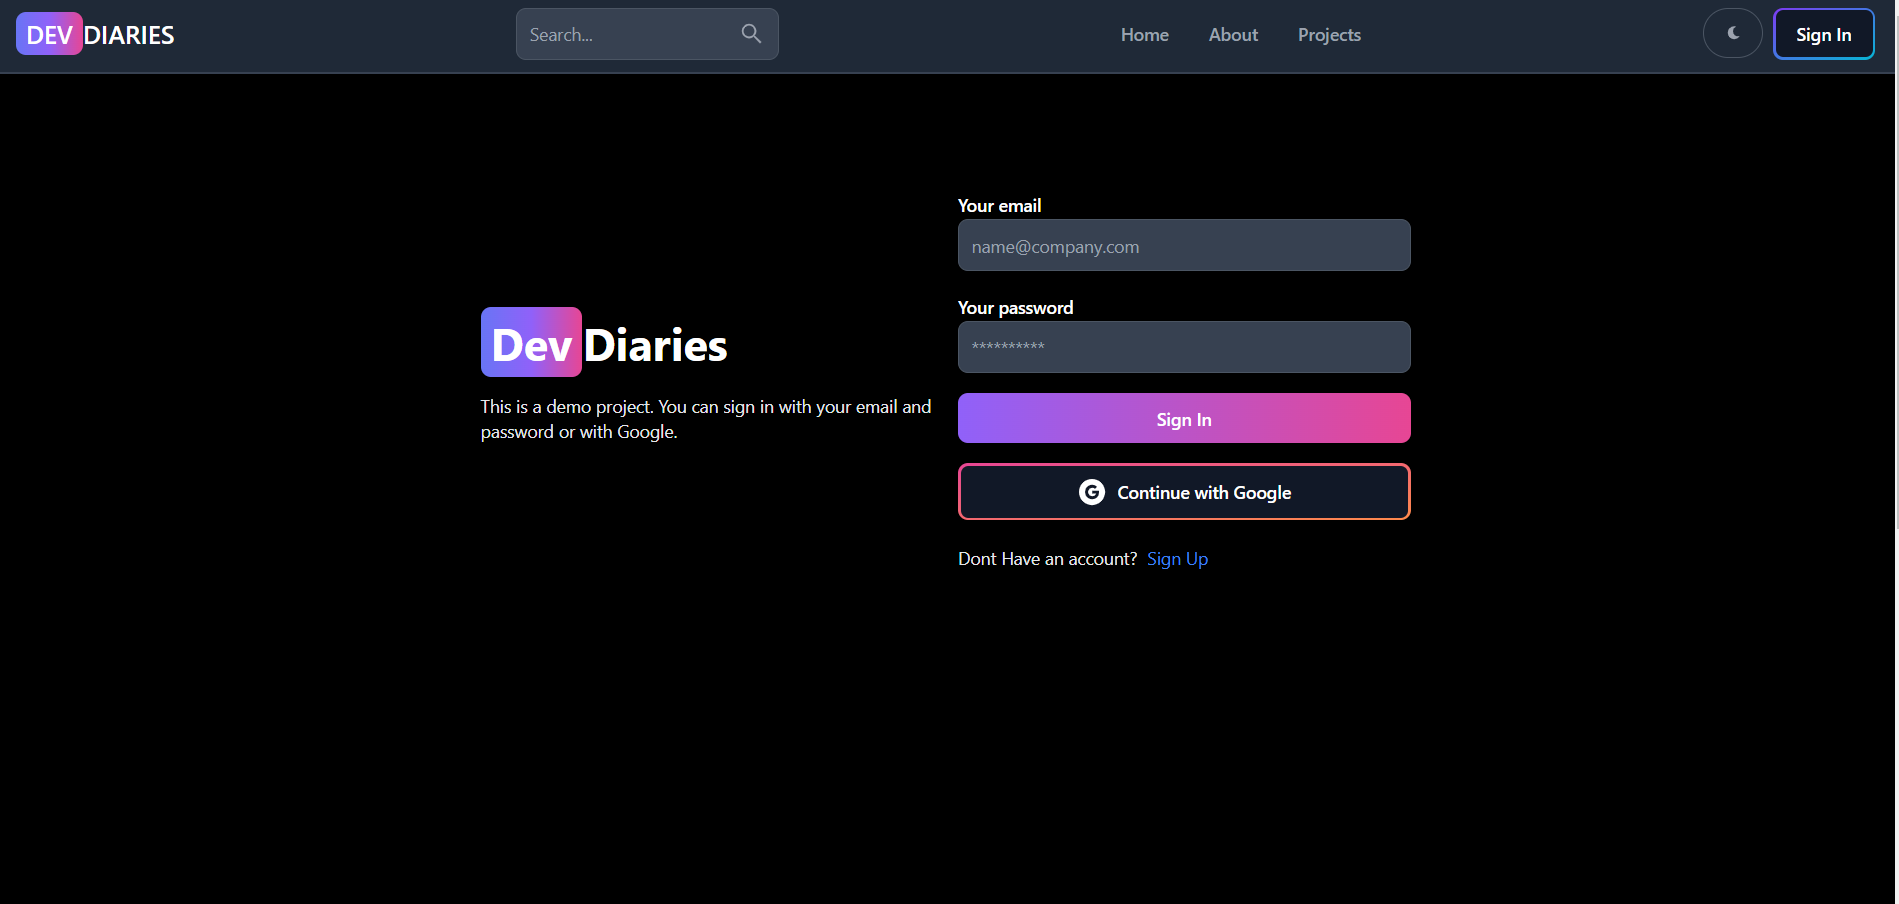 DEV DIARIES
Search...
Home
About
Projects
Sign In
Your email
name@company.com
Your password
**********
Dev Diaries
This is a demo project. You can sign in with your email and
password or with Google.
Sign In
G Continue with Google
Dont Have an account? Sign Up